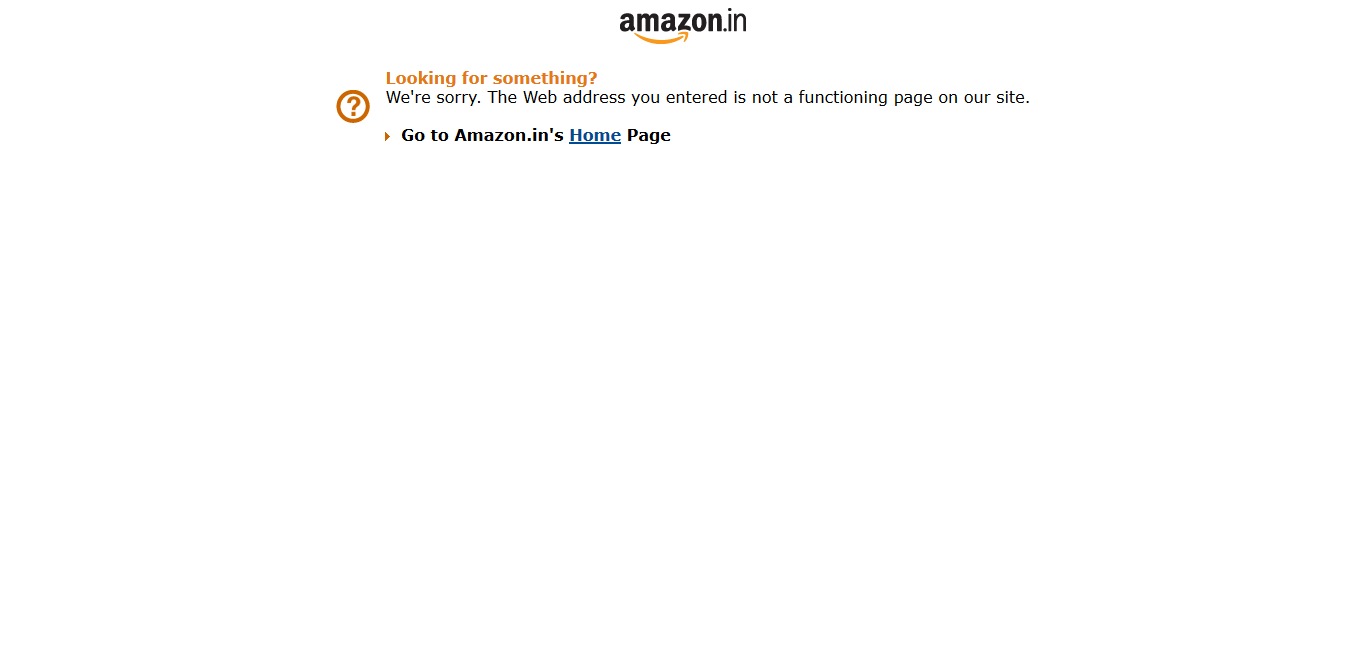 amazon.in
Looking for something?
We're sorry. The Web address you entered is not a functioning page on our site.
Go to Amazon.in's Home Page